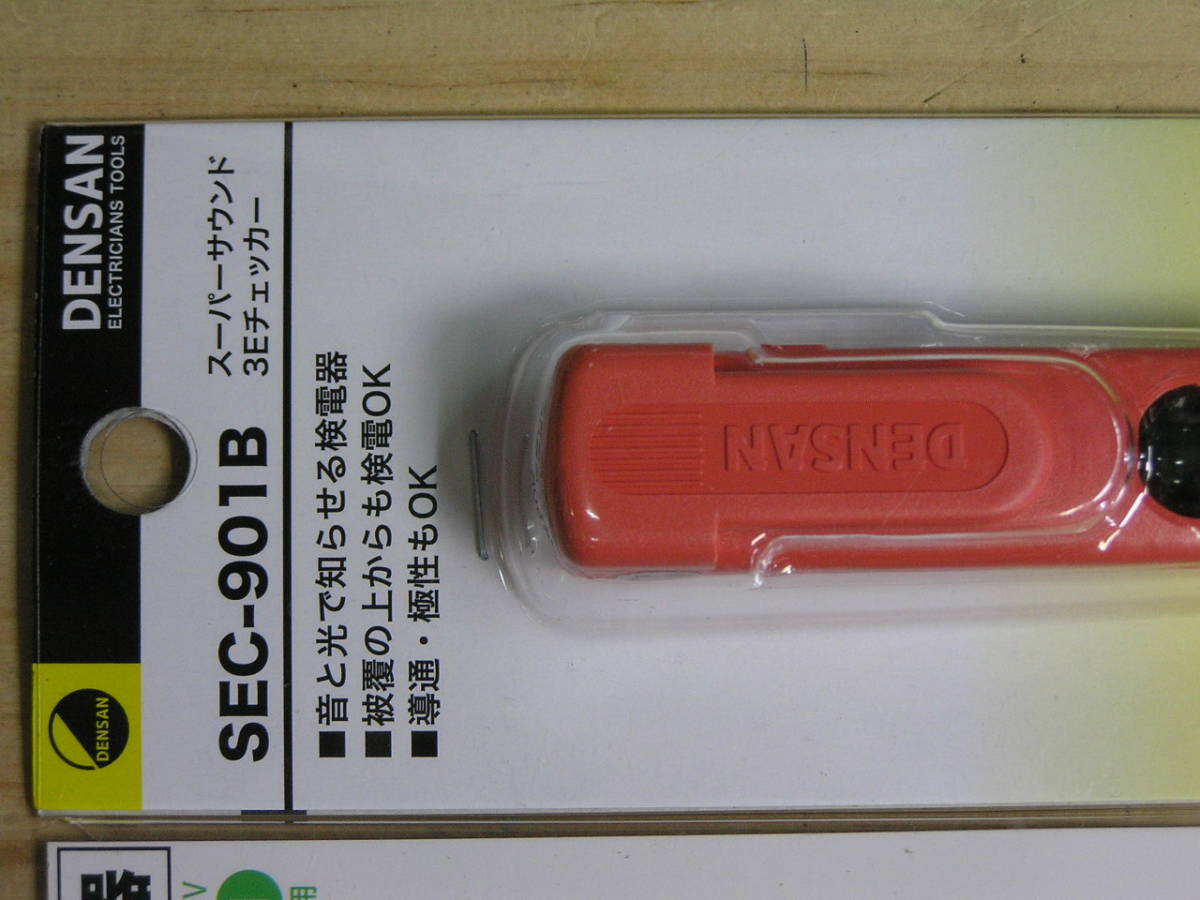 DENSAN
DENSAN
ELECTRICIANS TOOLS
SEC-901B
スーパーサウンド
3Eチェッカー
■音と光で知らせる検電器
■被覆の上からも検電OK
■導通・極性もOK
DENSAN
器
V
用